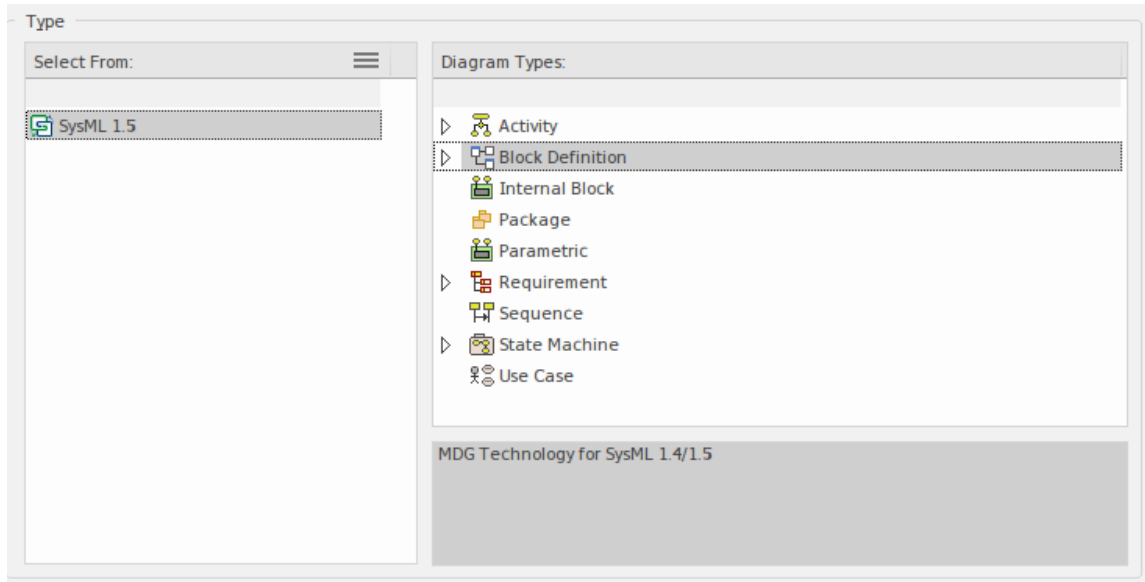 Type
Select From:
SysML 1.5
Diagram Types:
Activity
Block Definition
Internal Block
Package
Parametric
Requirement
Sequence
State Machine
Use Case
MDG Technology for SysML 1.4/1.5